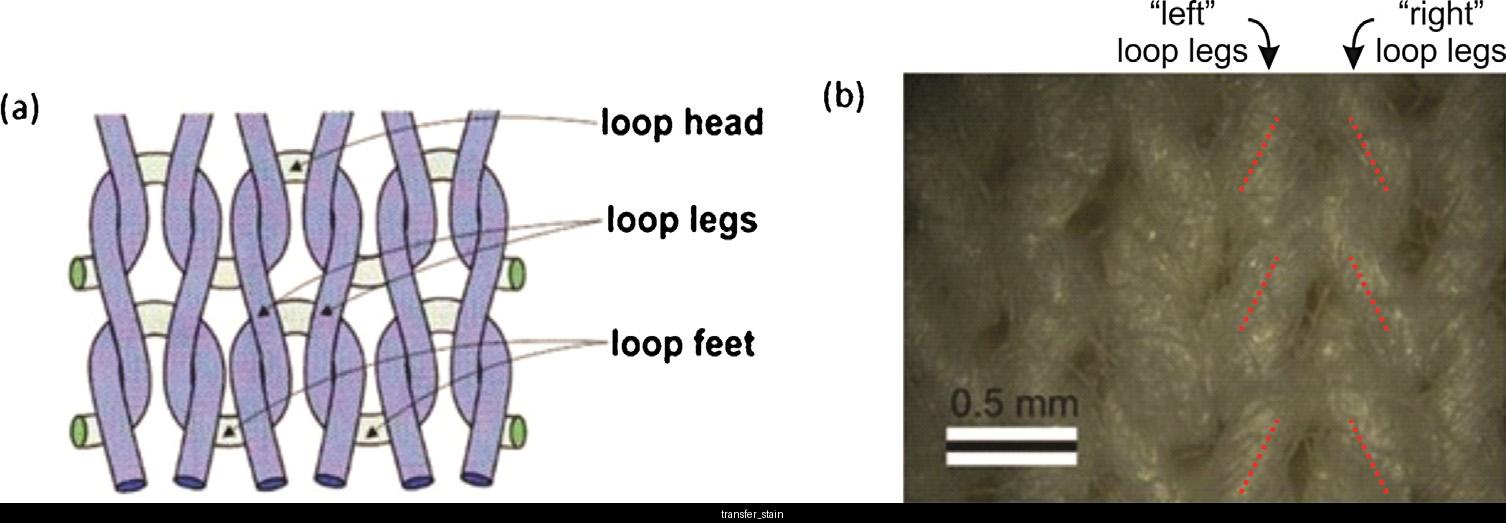 (a)
loop head
loop legs
loop feet
(b)
“left”
loop legs
“right”
loop legs
0.5 mm
transfer_stain